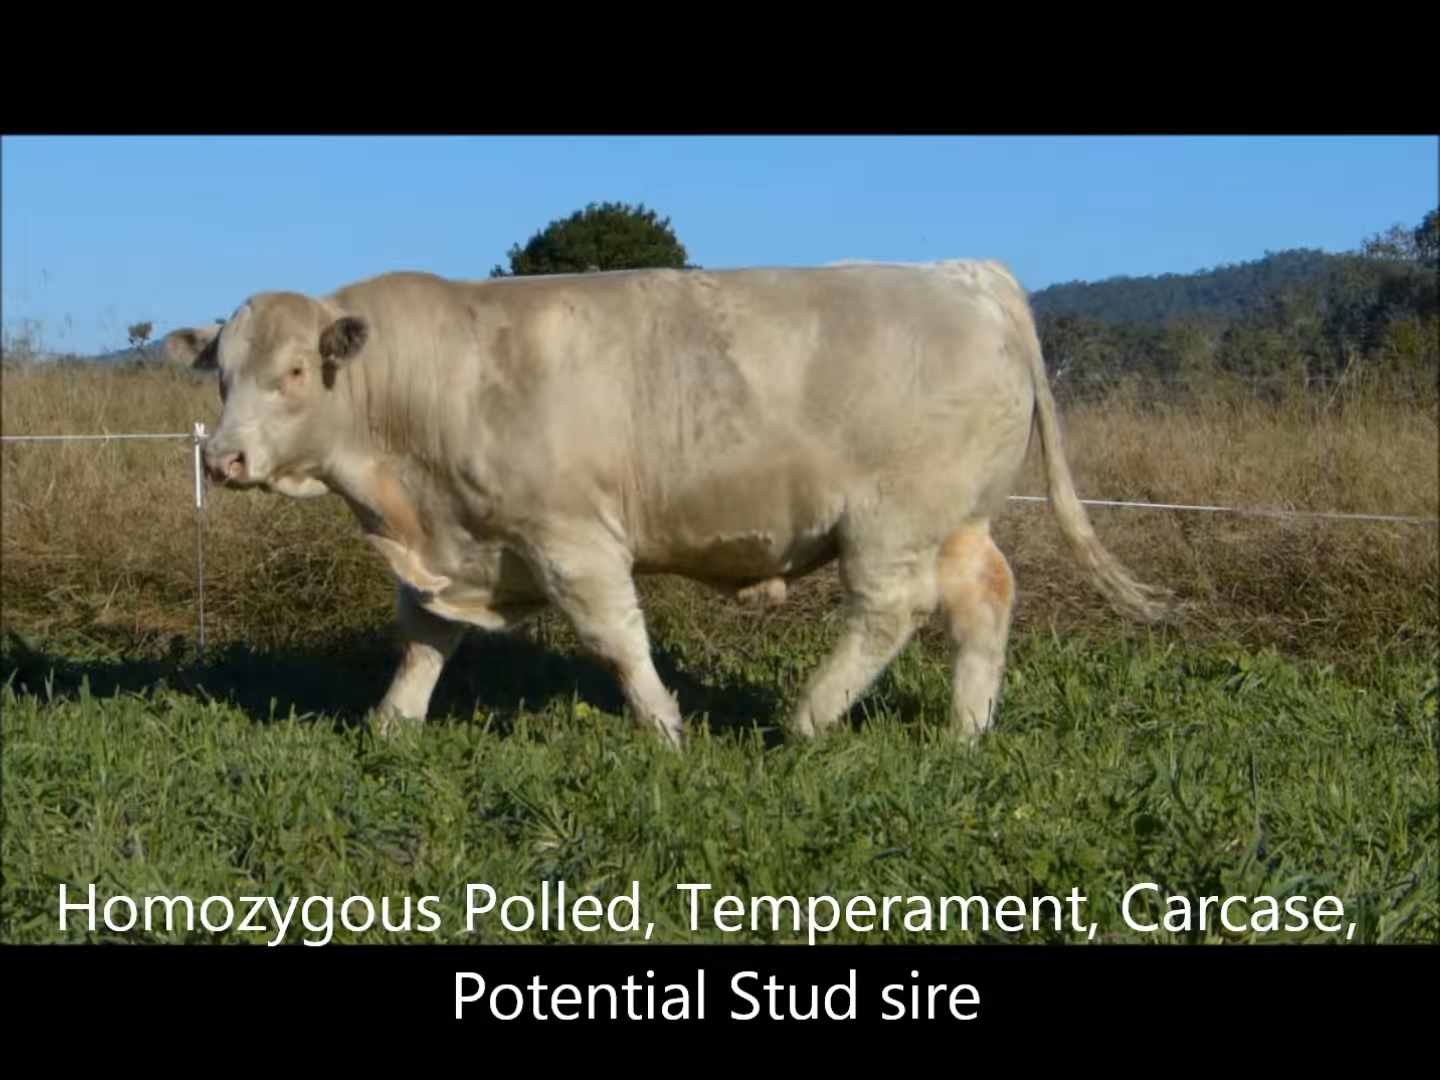 Homozygous Polled, Temperament, Carcase,
Potential Stud sire